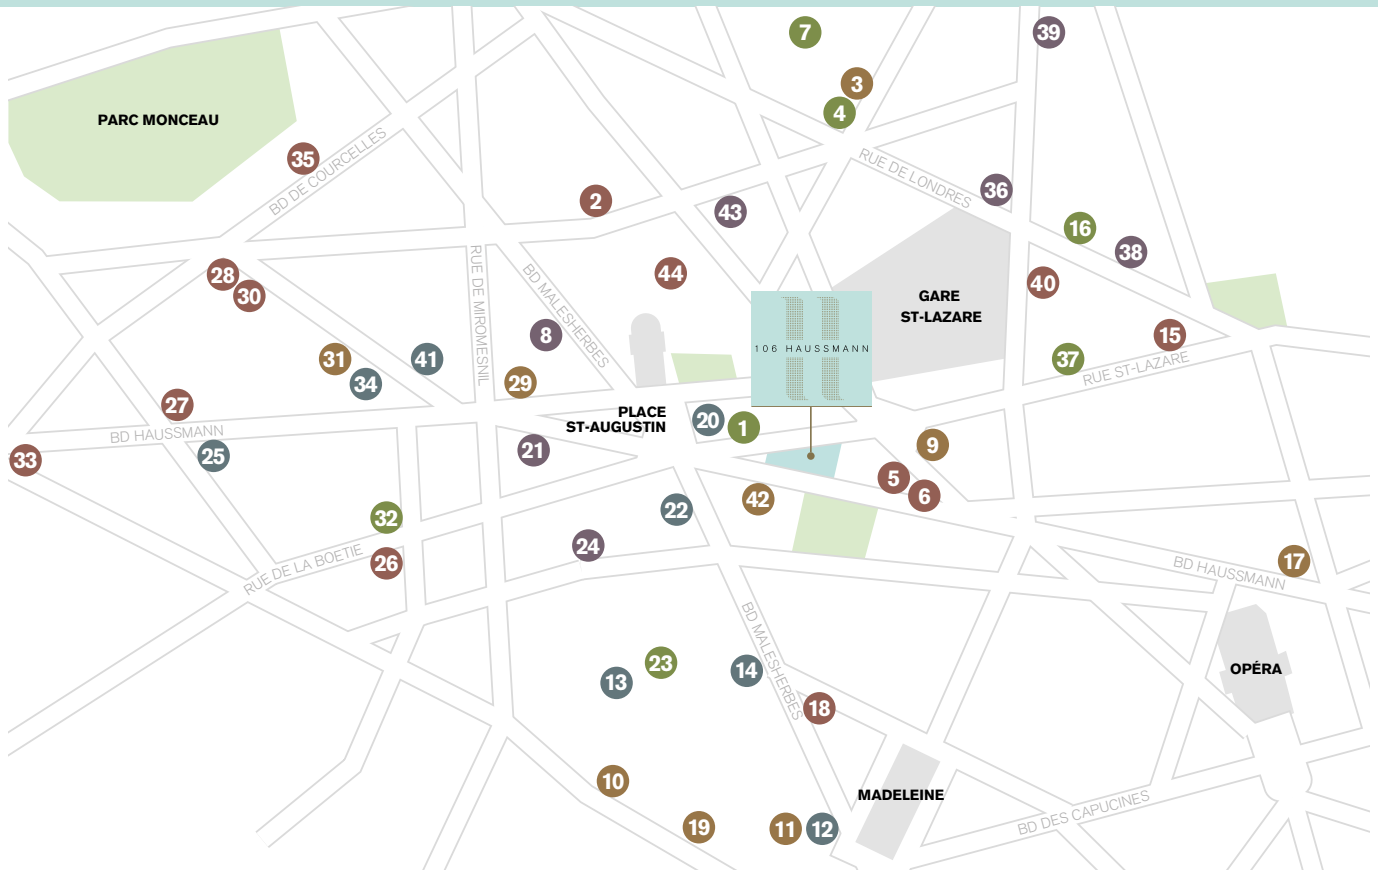 7
39
3
4
PARC MONCEAU
35
BD DE COURCELLES
RUE DE LONDRES
36
2
43
16
38
28
30
44
40
RUE DE MIROMESNIL
BD MALESHERBES
GARE
ST-LAZARE
8
106 HAUSSMANN
15
31
41
34
29
37
RUE ST-LAZARE
27
PLACE
ST-AUGUSTIN
20
1
BD HAUSSMANN
33
25
21
9
5
6
42
32
22
24
26
RUE DE LA BOETIE
17
BD HAUSSMANN
BD MALESHERBES
23
13
14
OPÉRA
18
10
MADELEINE
19
11
12
BD DES CAPUCINES